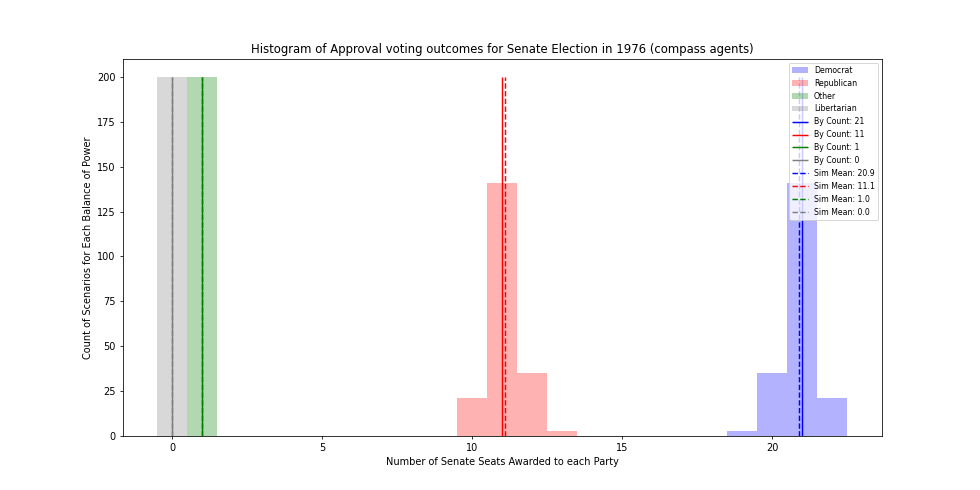 Histogram of Approval voting outcomes for Senate Election in 1976 (compass agents)
Count of Scenarios for Each Balance of Power
200
175
150
125
100
75
50
25
0
0 5 10 15 20
Number of Senate Seats Awarded to each Party
Democrat
Republican
Other
Libertarian
By Count: 21
By Count: 11
By Count: 1
By Count: 0
Sim Mean: 20.9
Sim Mean: 11.1
Sim Mean: 1.0
Sim Mean: 0.0